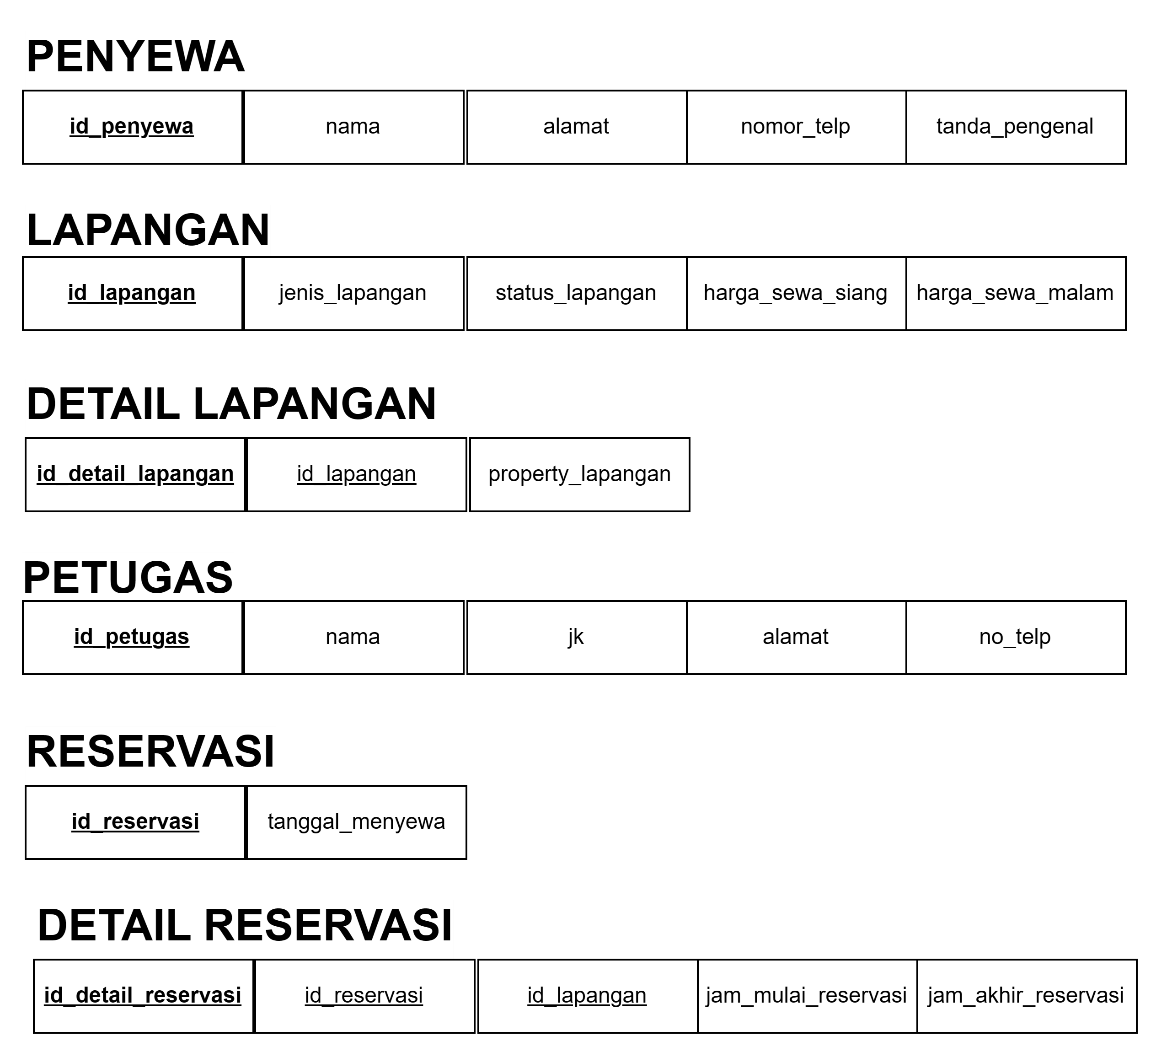 PENYEWA
id_penyewa nama alamat nomor_telp tanda_pengenal
LAPANGAN
id_lapangan jenis_lapangan status_lapangan harga_sewa_siang harga_sewa_malam
DETAIL LAPANGAN
id_detail_lapangan id_lapangan property_lapangan
PETUGAS
id_petugas nama jk alamat no_telp
RESERVASI
id_reservasi tanggal_menyewa
DETAIL RESERVASI
id_detail_reservasi id_reservasi id_lapangan jam_mulai_reservasi jam_akhir_reservasi